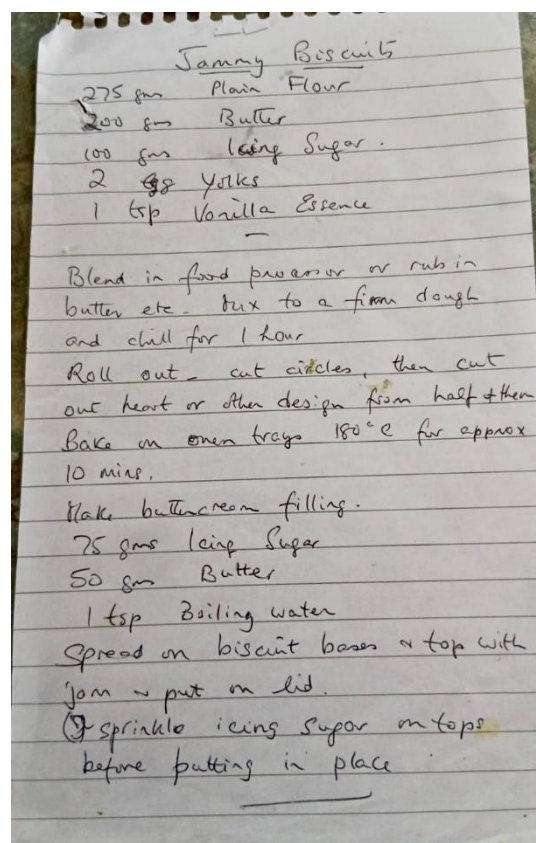 Jammy Biscuits
275 gms Plain Flour
200 gms Butter
100 gms Icing Sugar.
2 egg Yolks
1 tsp Vanilla Essence
Blend in food processor or rub in
butter etc. Mix to a firm dough
and chill for 1 hour
Roll out - cut circles, then cut
out heart or other design from half of them
Bake on oven trays 180°C for approx
10 mins.
Make buttercream filling.
75 gms Icing Sugar
50 gms Butter
1 tsp Boiling water
Spread on biscuit bases & top with
jam & put on lid.
(I sprinkle icing sugar on tops
before putting in place